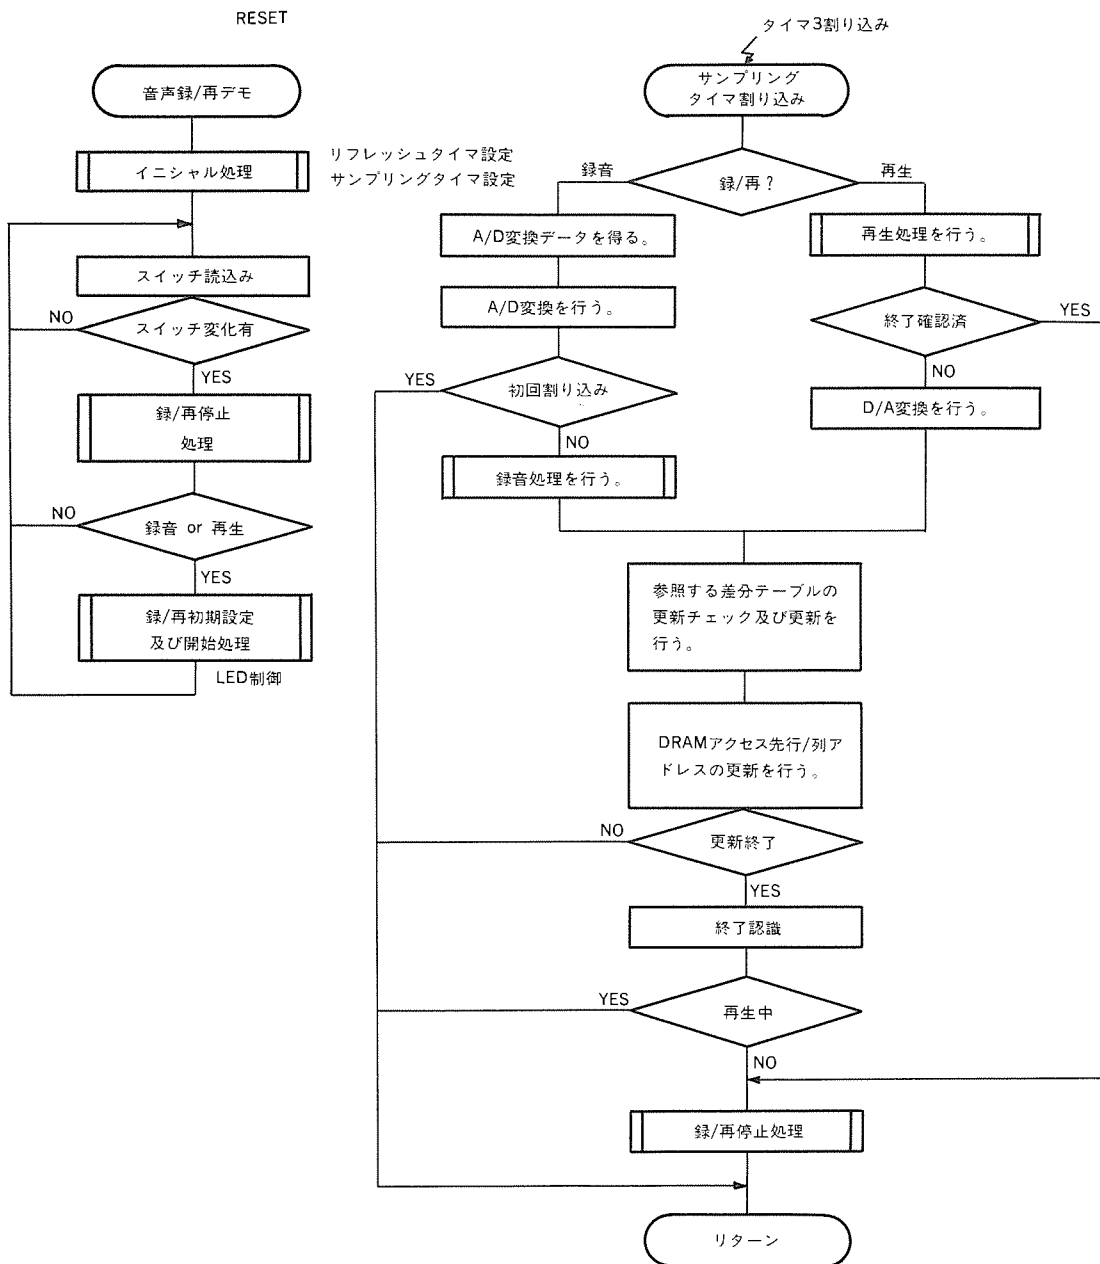 RESET
音声録/再デモ
イニシャル処理
リフレッシュタイマ設定
サンプリングタイマ設定
スイッチ読込み
NO
スイッチ変化有
YES
録/再停止
処理
NO
録音 or 再生
YES
録/再初期設定
及び開始処理
LED制御
タイマ3割り込み
サンプリング
タイマ割り込み
録音
録/再？
再生
A/D変換データを得る。
再生処理を行う。
A/D変換を行う。
終了確認済
YES
YES
初回割り込み
NO
D/A変換を行う。
NO
録音処理を行う。
参照する差分テーブルの
更新チェック及び更新を
行う。
DRAMアクセス先行/列ア
ドレスの更新を行う。
NO
更新終了
YES
終了認識
YES
再生中
NO
録/再停止処理
リターン